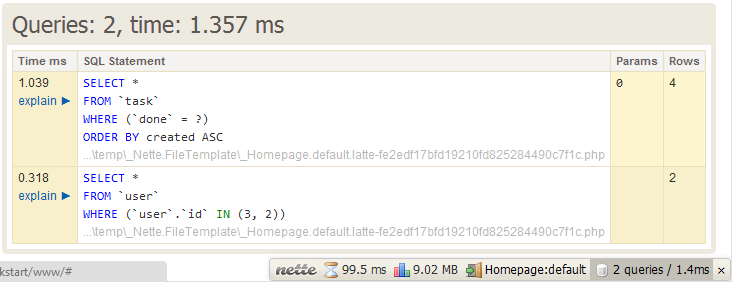 Queries: 2, time: 1.357 ms
Time ms SQL Statement Params Rows
1.039 SELECT * 0 4
explain ► FROM `task`
WHERE (`done` = ?)
ORDER BY created ASC
...\temp\_Nette.FileTemplate\_Homepage.default.latte-fe2edf17bfd19210fd825284490c7f1c.php
0.318 SELECT * 2
explain ► FROM `user`
WHERE (`user`.`id` IN (3, 2))
...\temp\_Nette.FileTemplate\_Homepage.default.latte-fe2edf17bfd19210fd825284490c7f1c.php
kstart/www/# nette 99.5 ms 9.02 MB Homepage:default 2 queries / 1.4ms ×